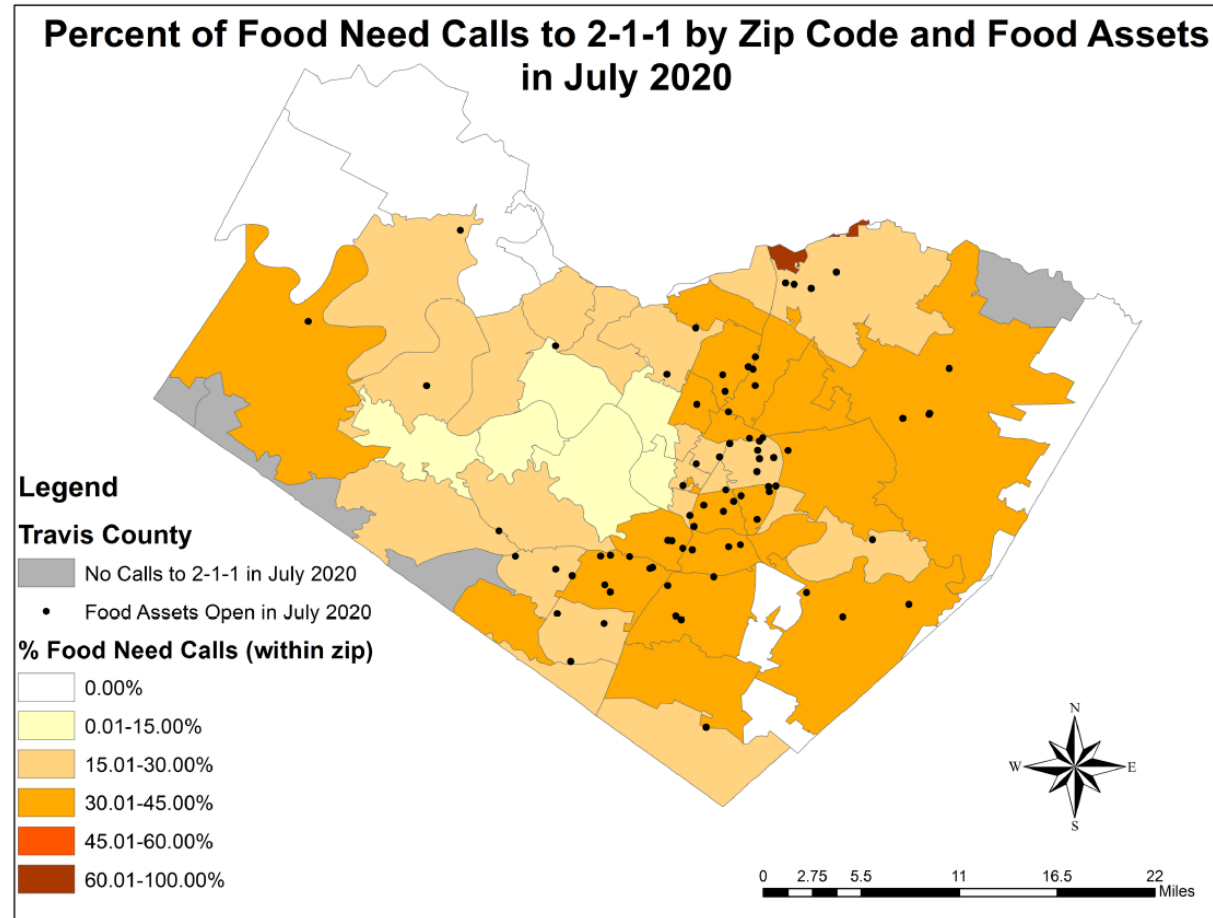 Percent of Food Need Calls to 2-1-1 by Zip Code and Food Assets
in July 2020
Legend
Travis County
No Calls to 2-1-1 in July 2020
Food Assets Open in July 2020
% Food Need Calls (within zip)
0.00%
0.01-15.00%
15.01-30.00%
30.01-45.00%
45.01-60.00%
60.01-100.00%
N
W E
S
0 2.75 5.5 11 16.5 22
Miles